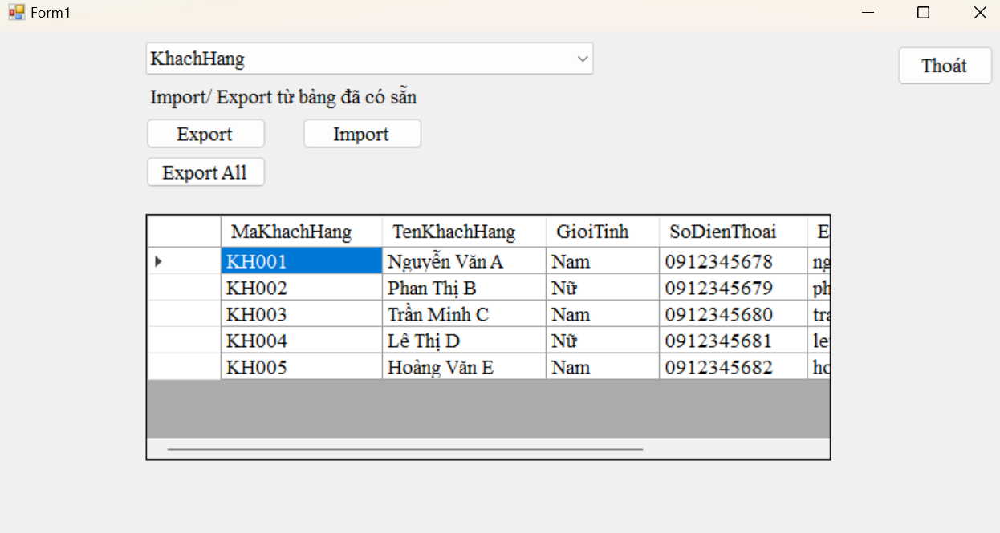 Form1
KhachHang
Thoát
Import/ Export từ bảng đã có sẵn
Export Import
Export All
MaKhachHang TenKhachHang GioiTinh SoDienThoai E
KH001 Nguyễn Văn A Nam 0912345678 ng
KH002 Phan Thị B Nữ 0912345679 ph
KH003 Trần Minh C Nam 0912345680 tra
KH004 Lê Thị D Nữ 0912345681 le
KH005 Hoàng Văn E Nam 0912345682 ho